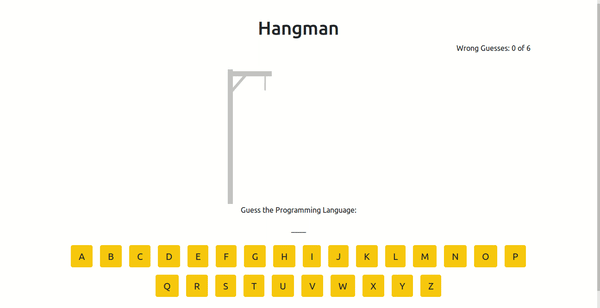 Hangman
Wrong Guesses: 0 of 6
Guess the Programming Language:
A B C D E F G H I J K L M N O P
Q R S T U V W X Y Z